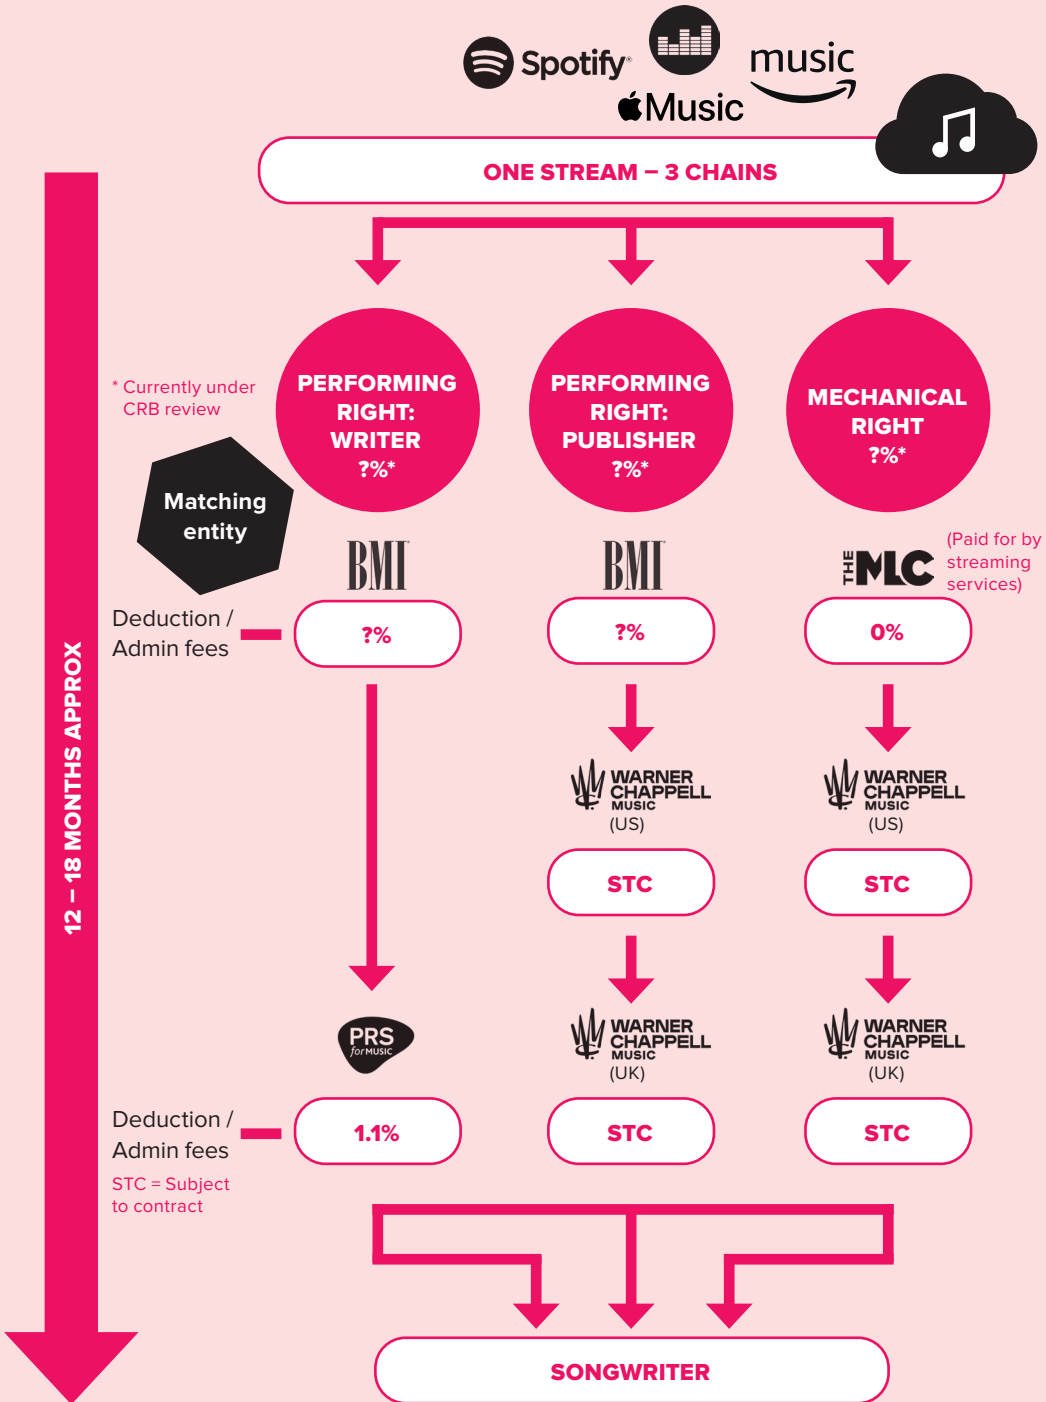 Spotify®
music
Music
ONE STREAM – 3 CHAINS
* Currently under
CRB review
PERFORMING
RIGHT:
WRITER
?%*
PERFORMING
RIGHT:
PUBLISHER
?%*
MECHANICAL
RIGHT
?%*
Matching
entity
BMI
BMI
THE MLC
(Paid for by
streaming
services)
Deduction /
Admin fees
?%
?%
0%
12 – 18 MONTHS APPROX
WARNER
CHAPPELL
MUSIC
(US)
WARNER
CHAPPELL
MUSIC
(US)
STC
STC
PRS
for MUSIC
WARNER
CHAPPELL
MUSIC
(UK)
WARNER
CHAPPELL
MUSIC
(UK)
Deduction /
Admin fees
1.1%
STC
STC
STC = Subject
to contract
SONGWRITER